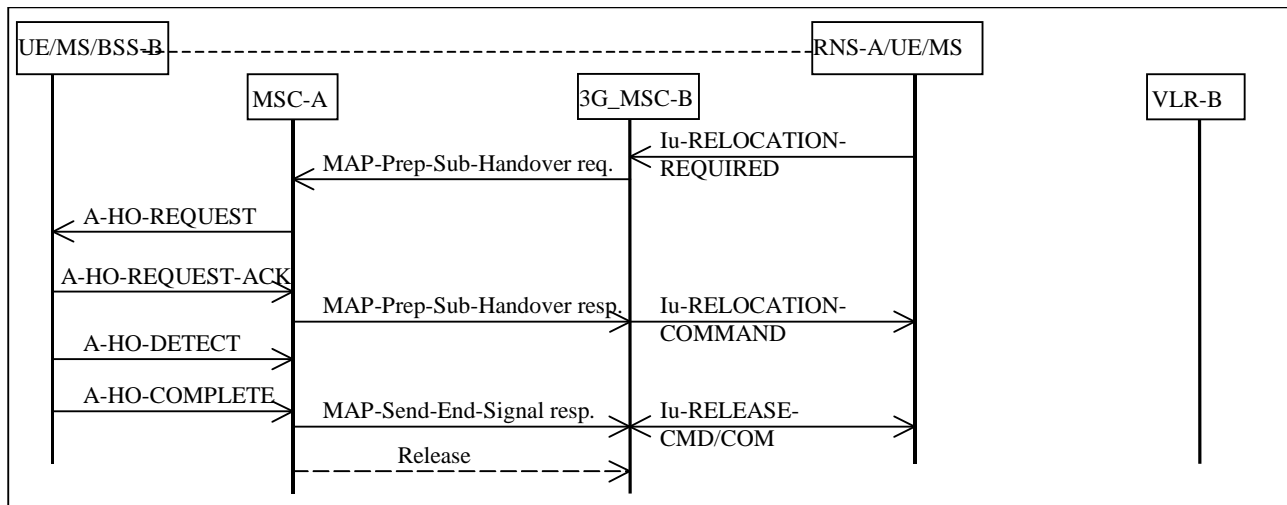 UE/MS/BSS-B
RNS-A/UE/MS
MSC-A
3G_MSC-B
VLR-B
Iu-RELOCATION-
REQUIRED
MAP-Prep-Sub-Handover req.
A-HO-REQUEST
A-HO-REQUEST-ACK
MAP-Prep-Sub-Handover resp.
Iu-RELOCATION-
COMMAND
A-HO-DETECT
A-HO-COMPLETE
MAP-Send-End-Signal resp.
Iu-RELEASE-
CMD/COM
Release